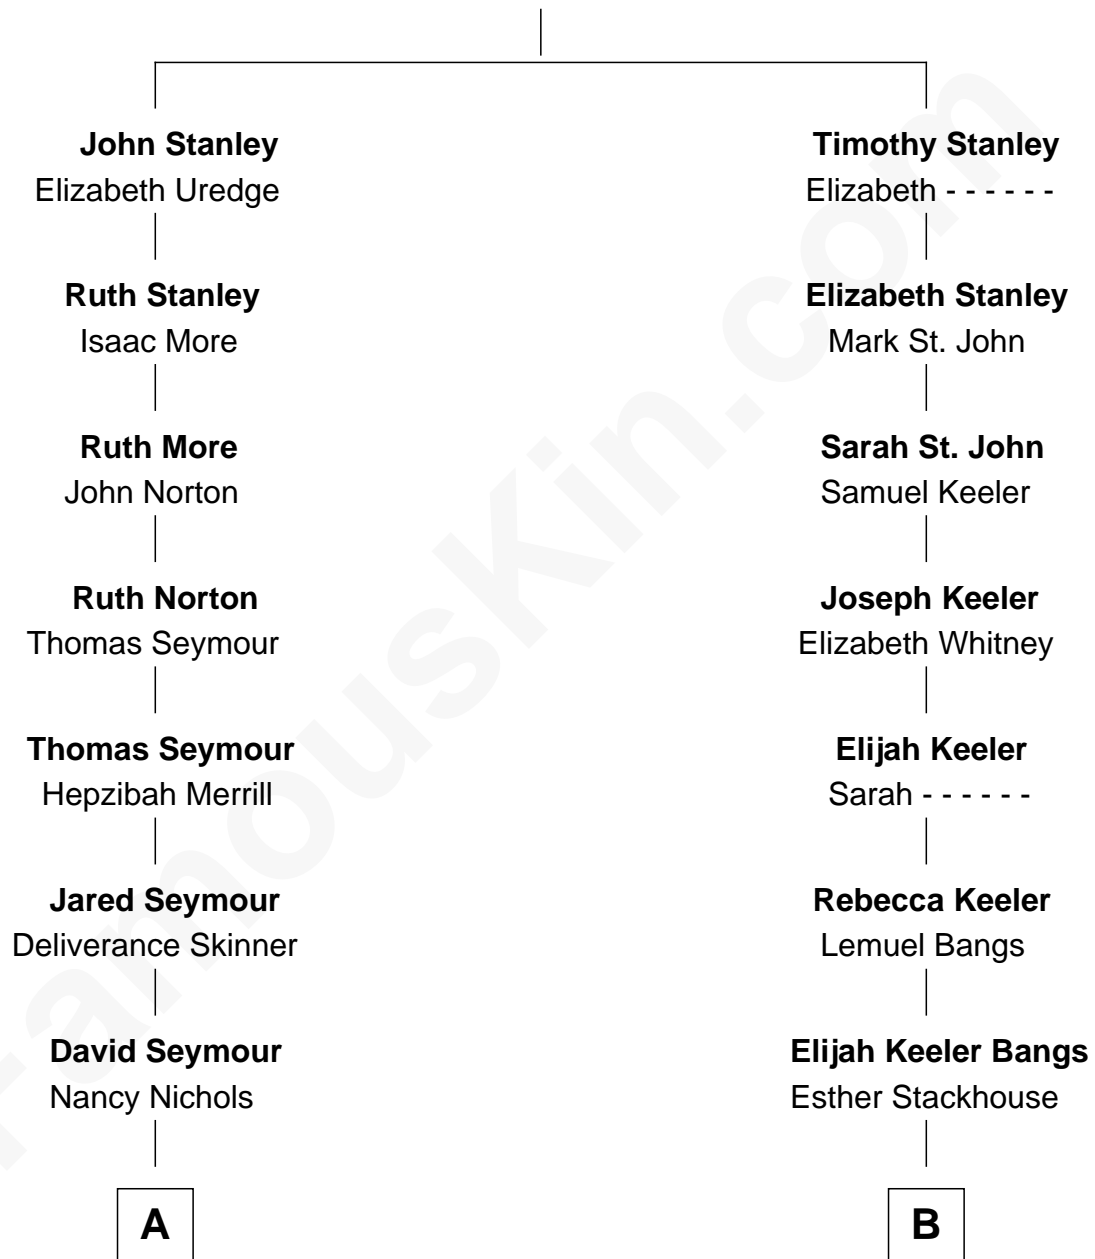 John Stanley
Elizabeth Uredge
Ruth Stanley
Isaac More
Ruth More
John Norton
Ruth Norton
Thomas Seymour
Thomas Seymour
Hepzibah Merrill
Jared Seymour
Deliverance Skinner
David Seymour
Nancy Nichols
A
Timothy Stanley
Elizabeth - - - - - -
Elizabeth Stanley
Mark St. John
Sarah St. John
Samuel Keeler
Joseph Keeler
Elizabeth Whitney
Elijah Keeler
Sarah - - - - - -
Rebecca Keeler
Lemuel Bangs
Elijah Keeler Bangs
Esther Stackhouse
B
FamousKin.com